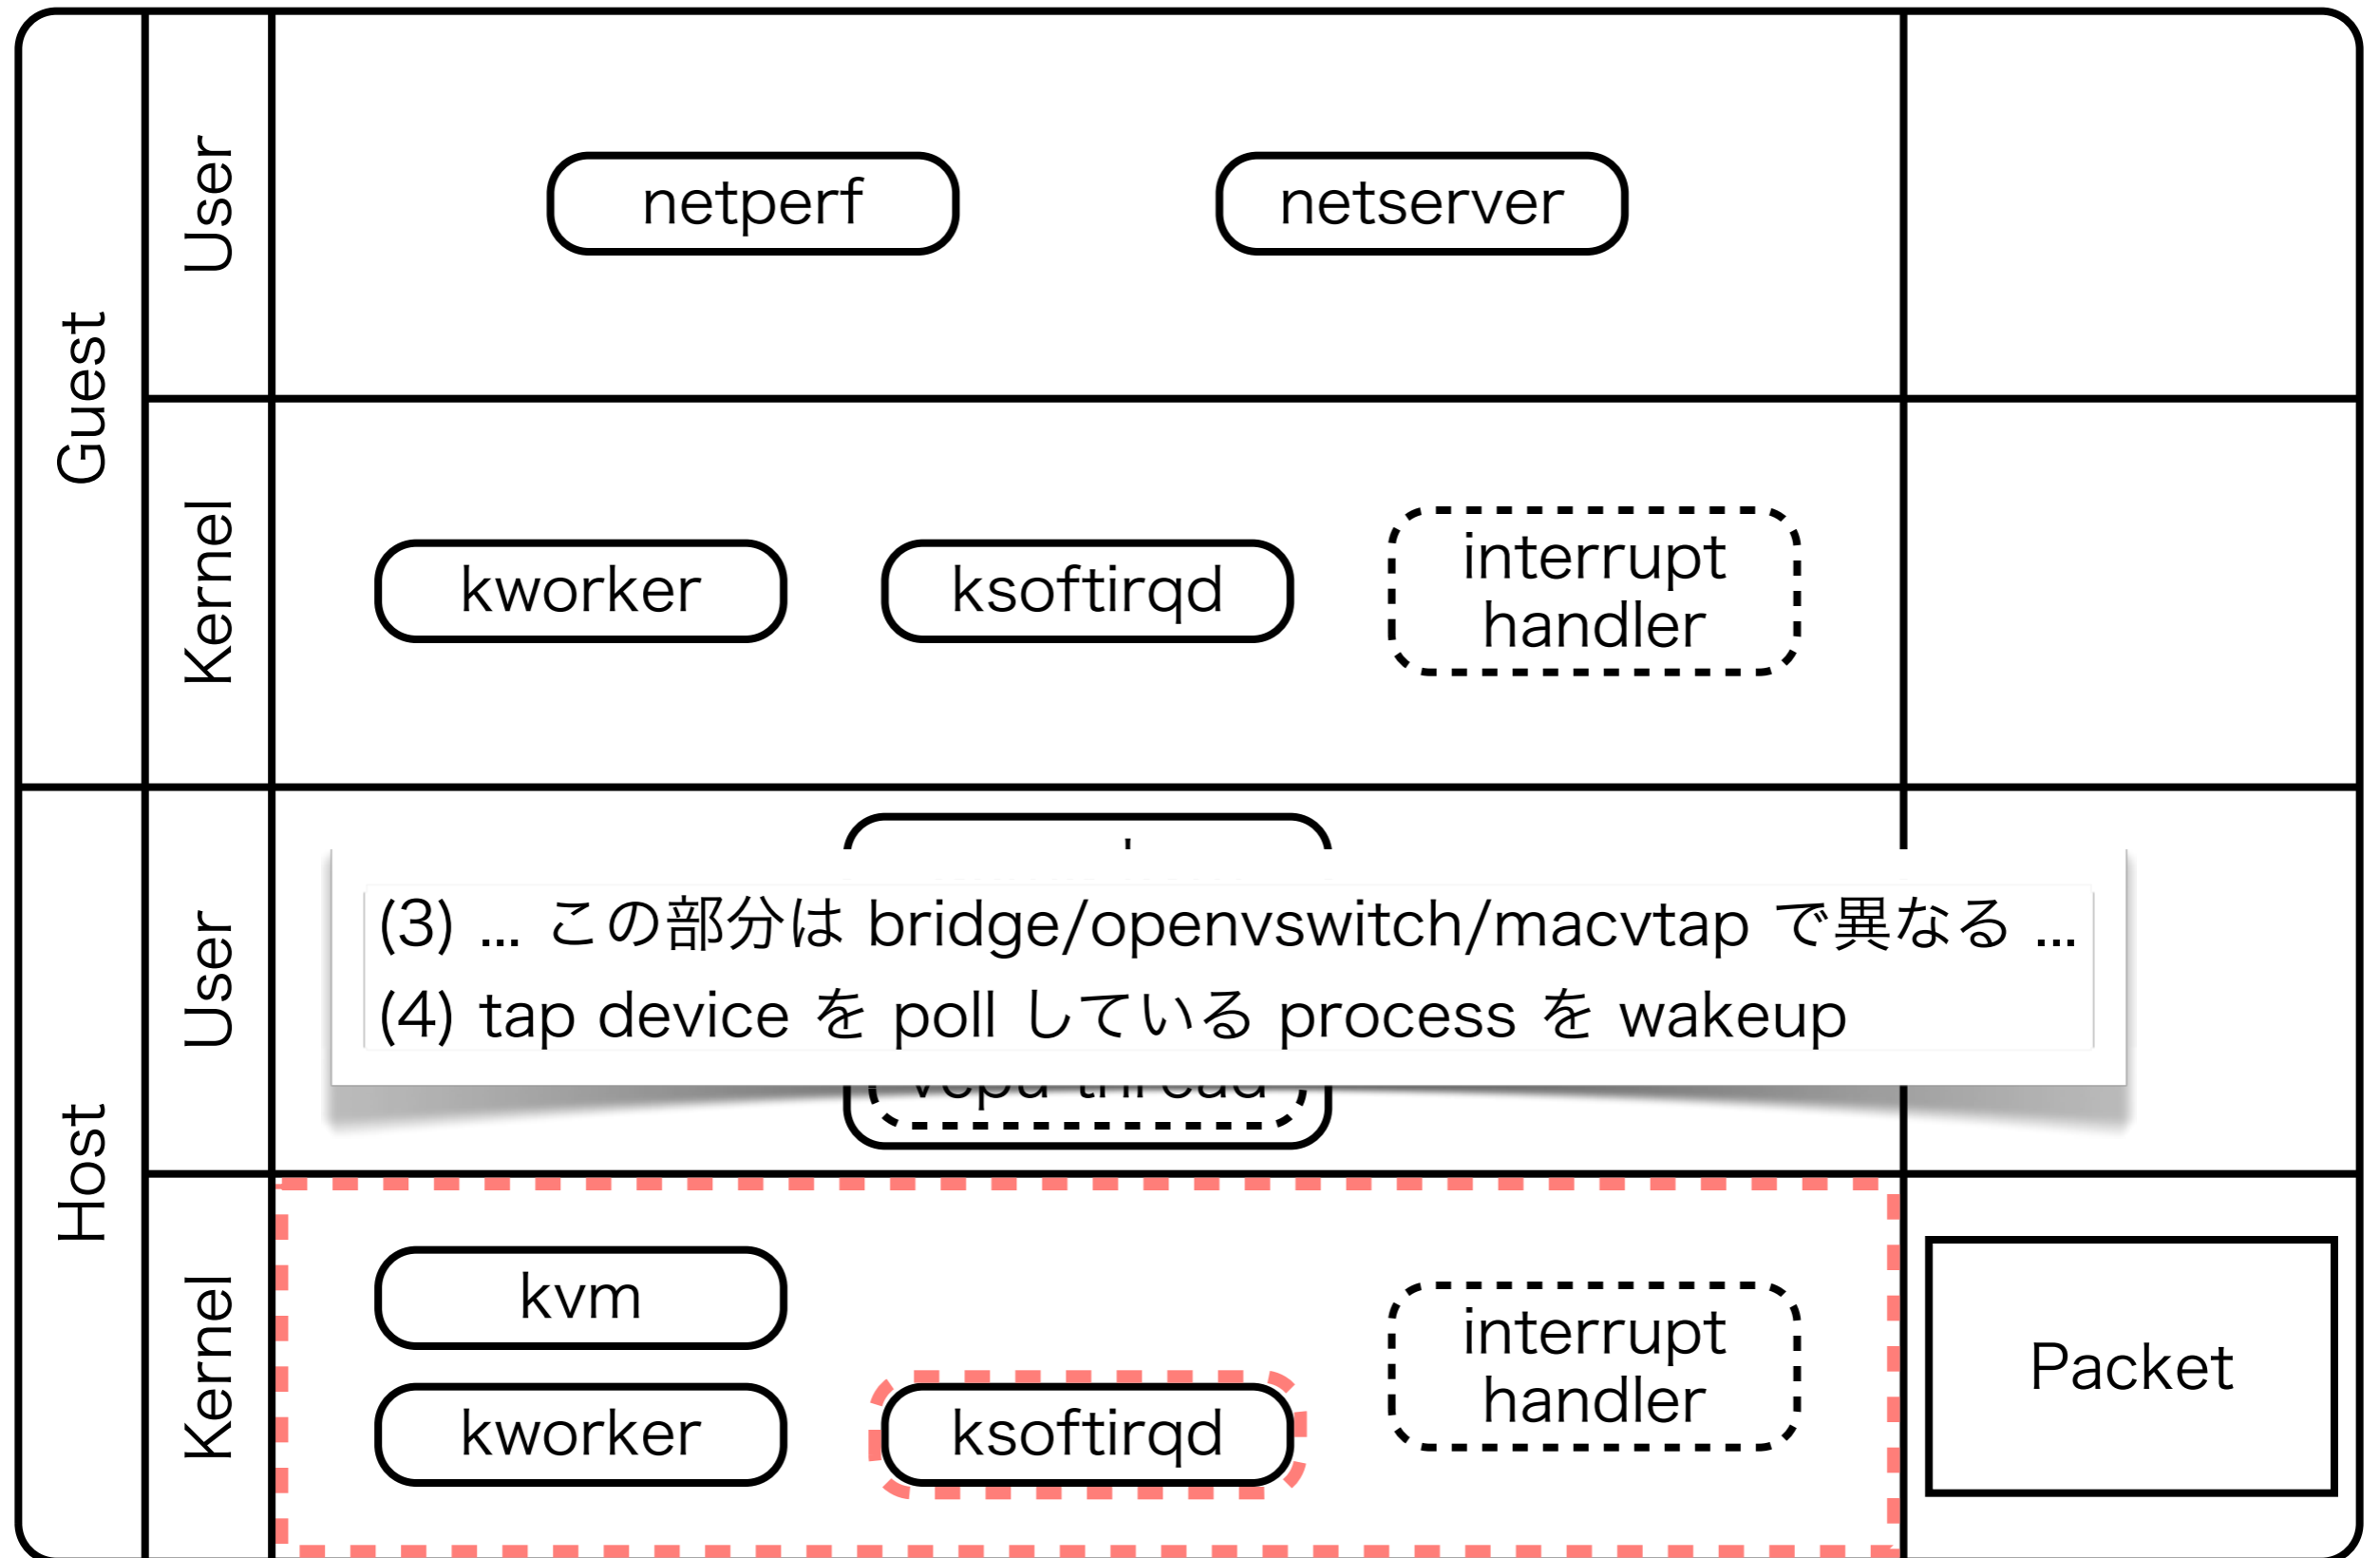 Guest
User
netperf
netserver
Kernel
kworker
ksoftirqd
interrupt
handler
Host
User
(3) ... この部分は bridge/openvswitch/macvtap で異なる ...
(4) tap device を poll している process を wakeup
vcpu thread
Kernel
kvm
kworker
ksoftirqd
interrupt
handler
Packet